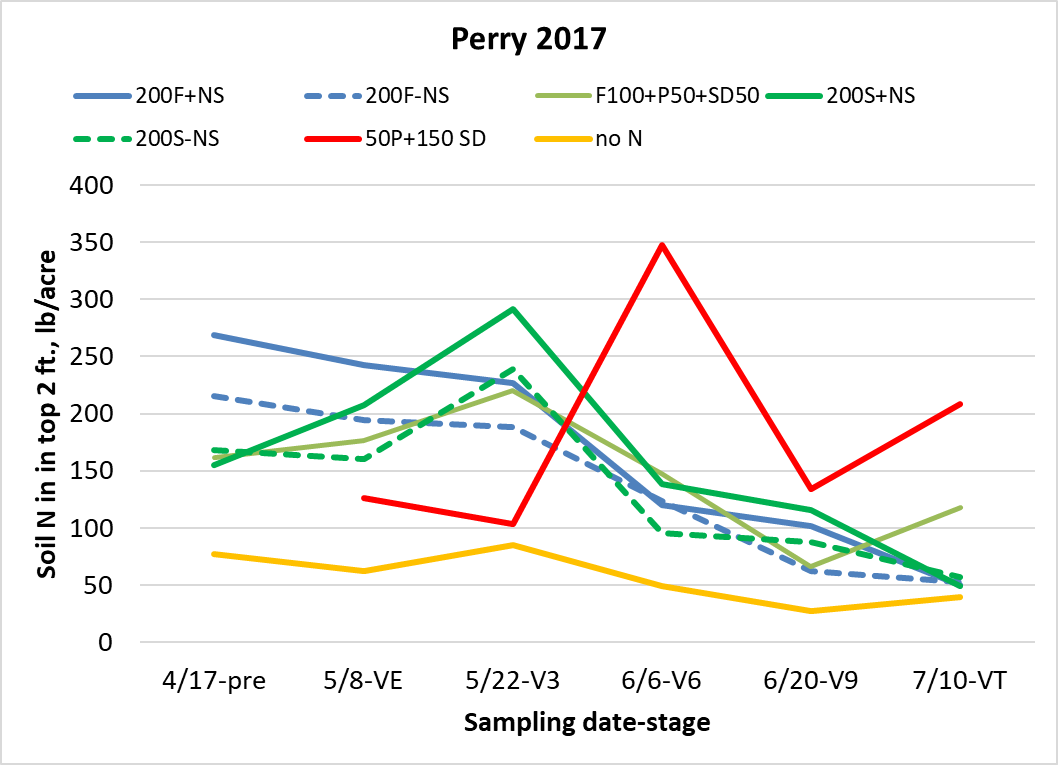 Perry 2017
200F+NS 200F-NS F100+P50+SD50 200S+NS
200S-NS 50P+150 SD no N
400
350
300
250
200
150
100
50
0
Soil N in in top 2 ft., lb/acre
4/17-pre 5/8-VE 5/22-V3 6/6-V6 6/20-V9 7/10-VT
Sampling date-stage